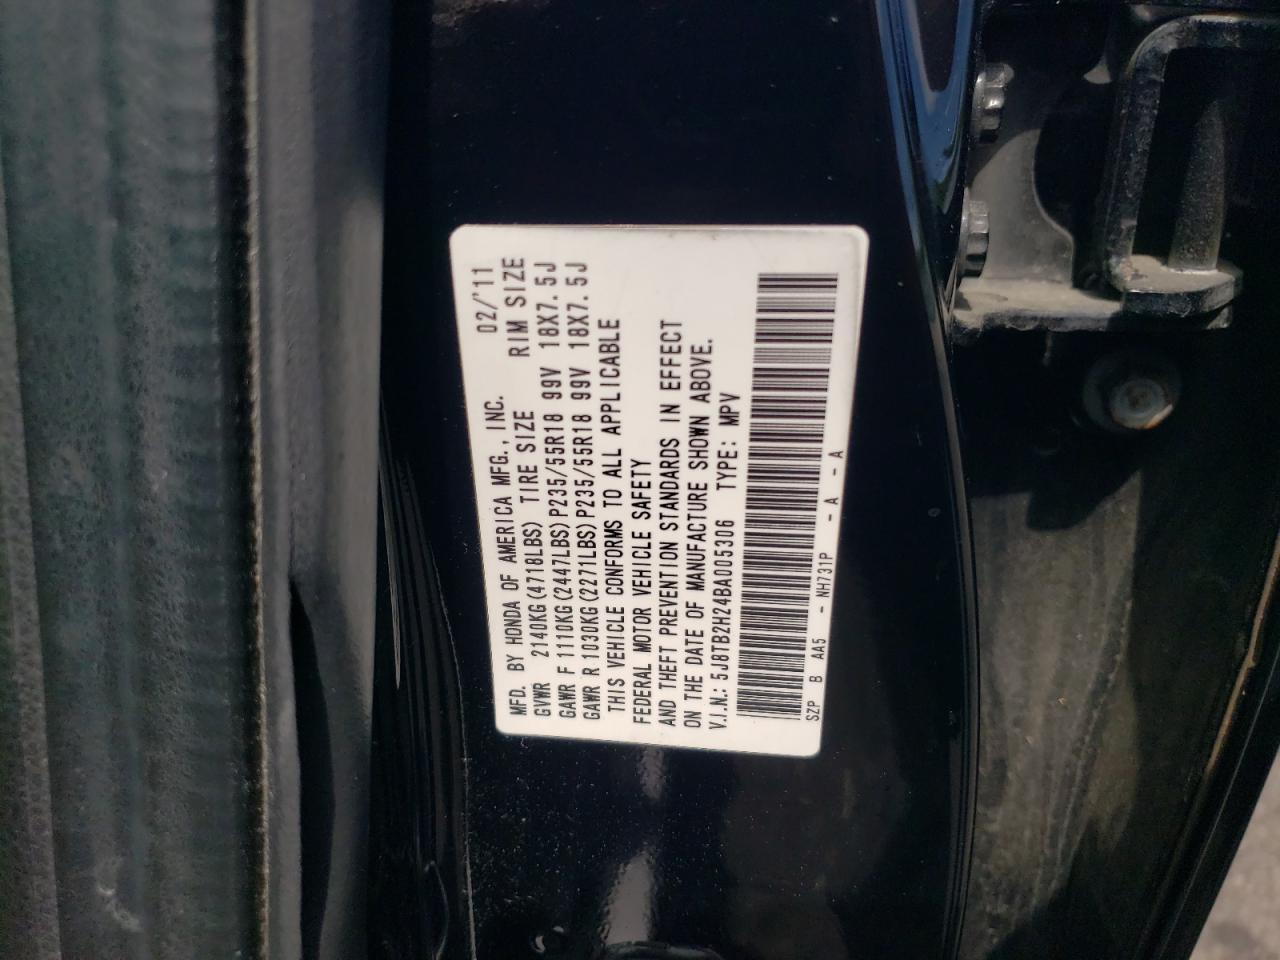 MFD. BY HONDA OF AMERICA MFG., INC. 02/'11
GVWR 2140KG(4718LBS) TIRE SIZE RIM SIZE
GAWR F 1110KG(2447LBS)P235/55R18 99V 18X7.5J
GAWR R 1030KG(2271LBS)P235/55R18 99V 18X7.5J
THIS VEHICLE CONFORMS TO ALL APPLICABLE
FEDERAL MOTOR VEHICLE SAFETY
AND THEFT PREVENTION STANDARDS IN EFFECT
ON THE DATE OF MANUFACTURE SHOWN ABOVE.
V.I.N.: 5J8TB2H24BA005306 TYPE: MPV
SZP B AA5 - NH731P - A - A